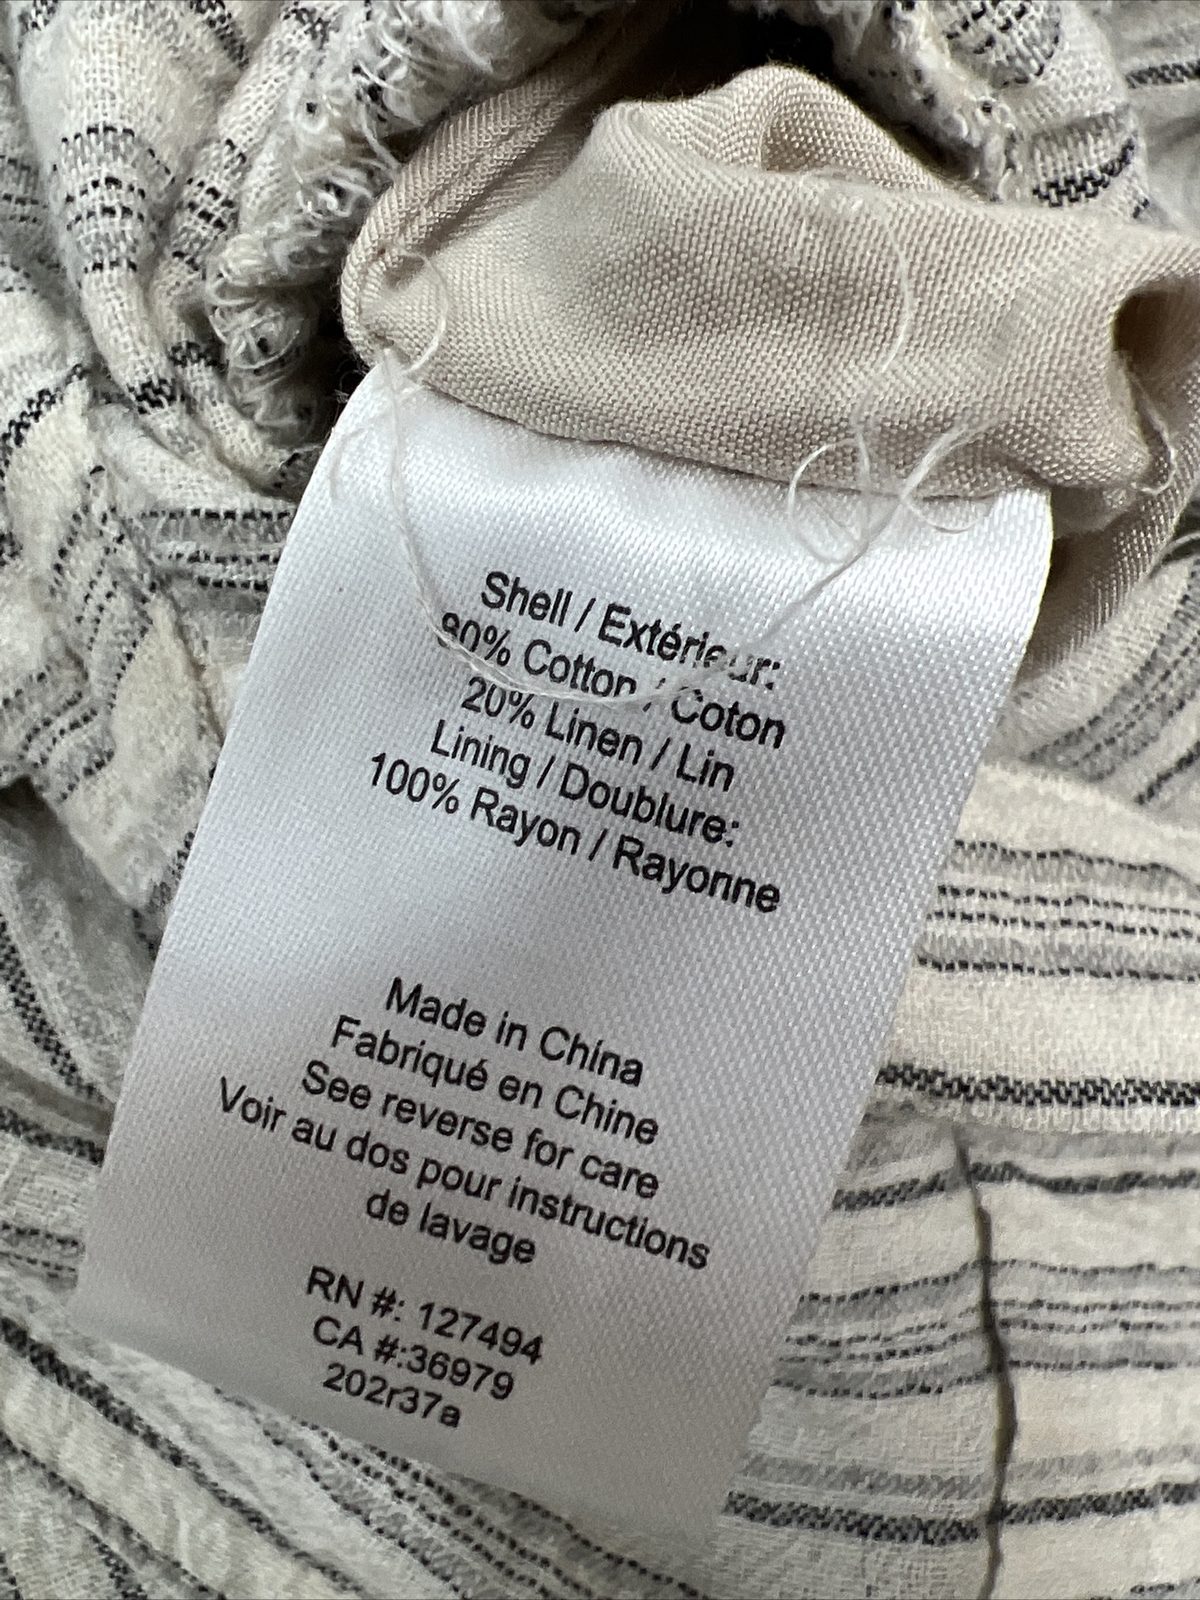 Shell / Extérieur:
80% Cotton / Coton
20% Linen / Lin
Lining / Doublure:
100% Rayon / Rayonne
Made in China
Fabriqué en Chine
See reverse for care
Voir au dos pour instructions
de lavage
RN #: 127494
CA #:36979
202r37a